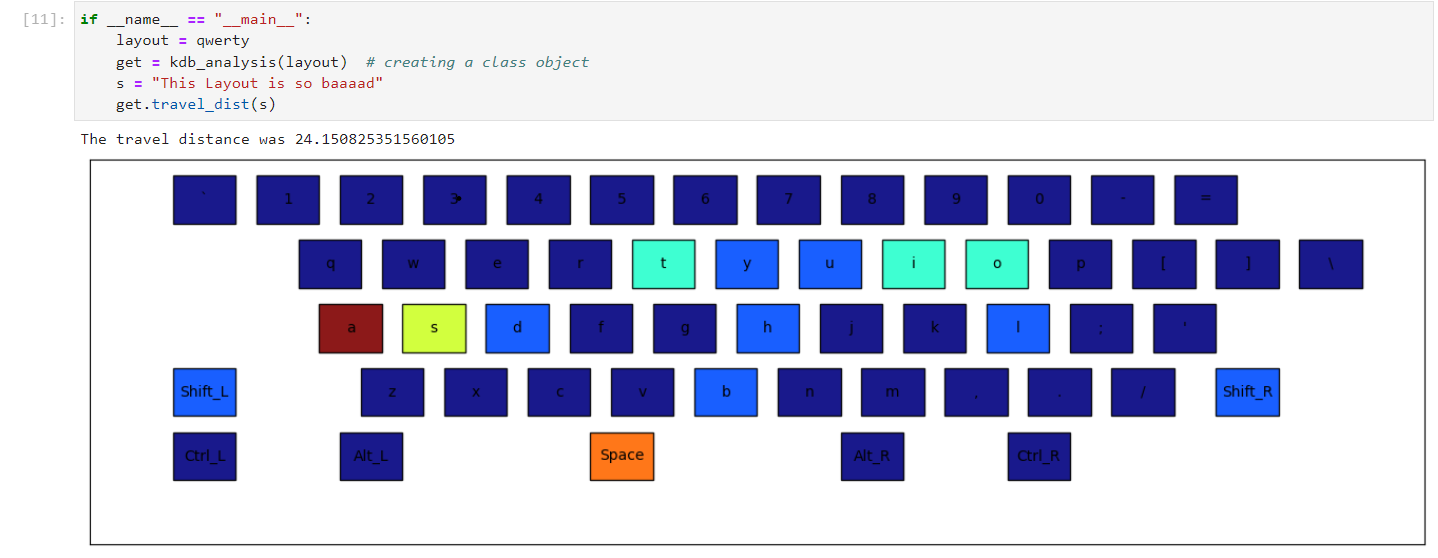 [11]: if __name__ == "__main__":
layout = qwerty
get = kdb_analysis(layout)  # creating a class object
s = "This Layout is so baaaad"
get.travel_dist(s)
The travel distance was 24.150825351560105
` 1 2 3 4 5 6 7 8 9 0 - =
q w e r t y u i o p [ ] \
a s d f g h j k l ; '
Shift_L z x c v b n m , . / Shift_R
Ctrl_L Alt_L Space Alt_R Ctrl_R